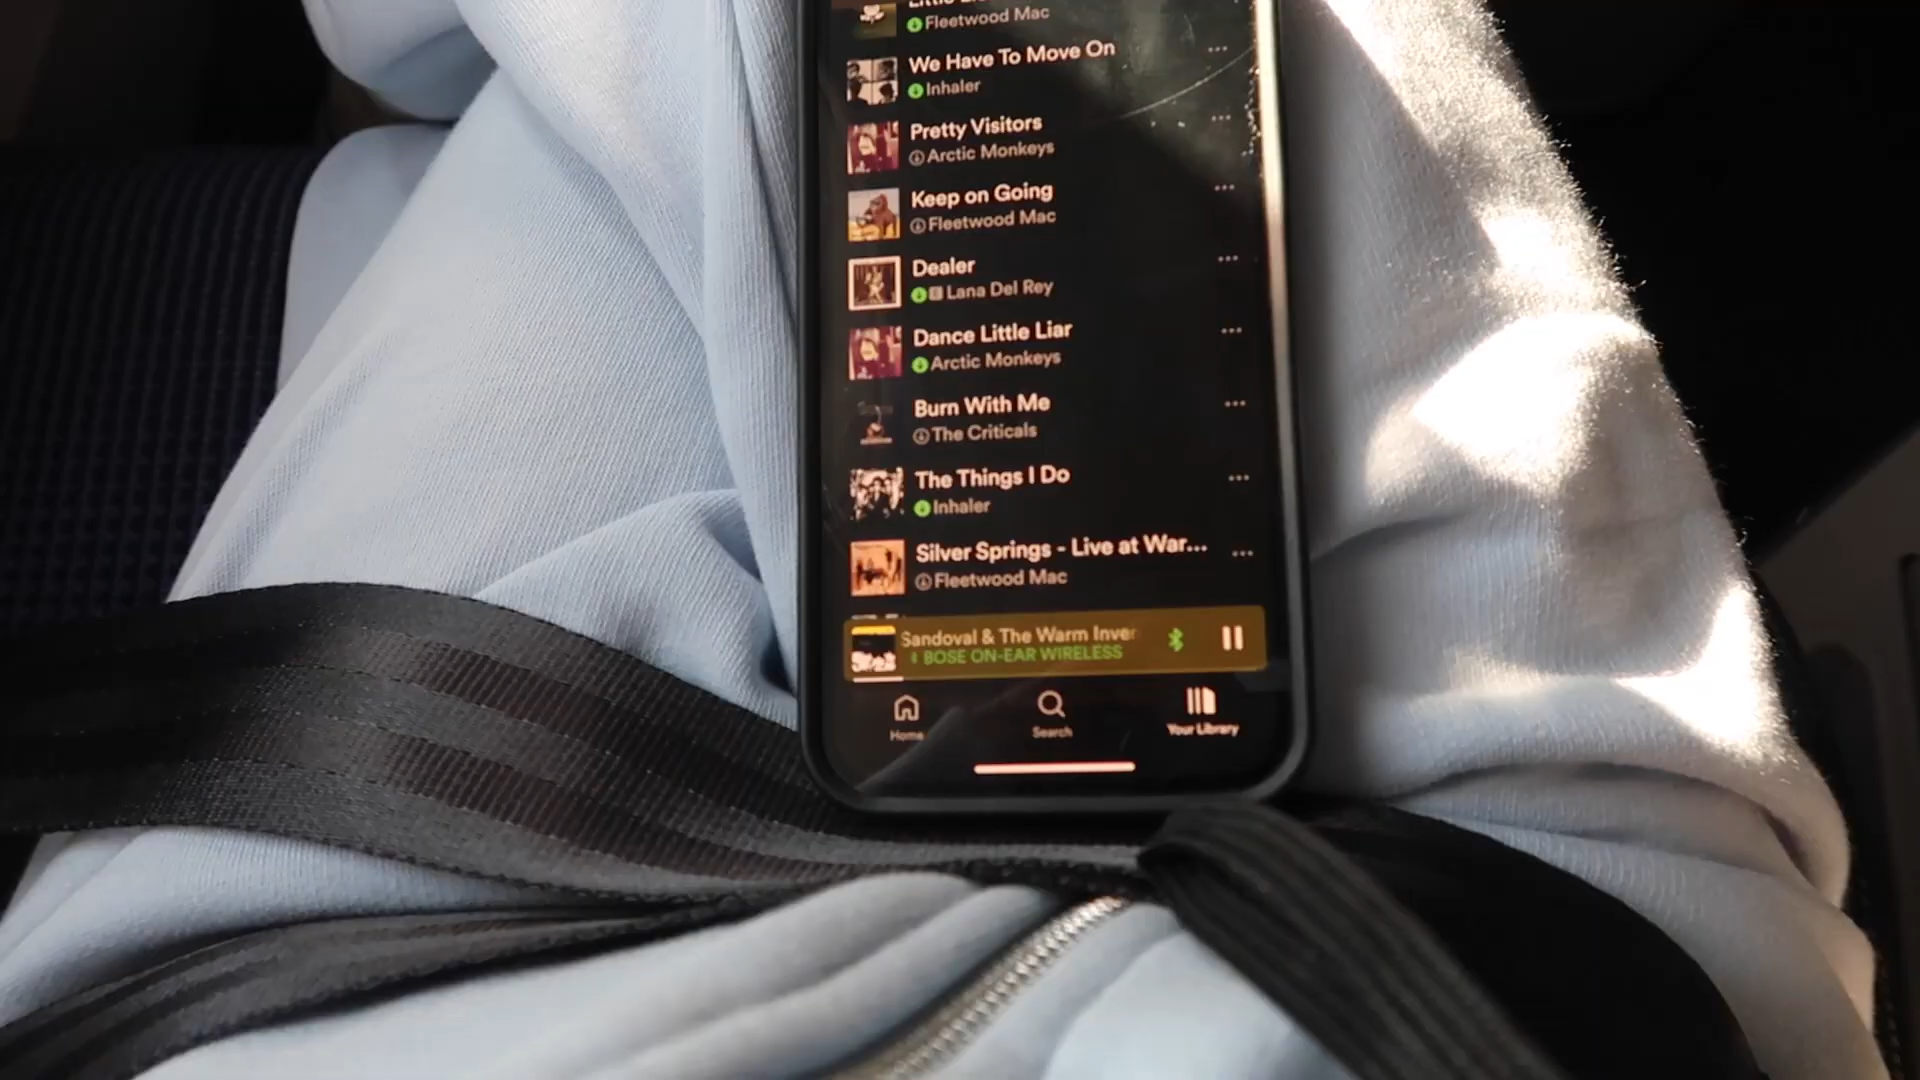 Little
Fleetwood Mac
We Have To Move On
Inhaler
Pretty Visitors
Arctic Monkeys
Keep on Going
Fleetwood Mac
Dealer
E Lana Del Rey
Dance Little Liar
Arctic Monkeys
Burn With Me
The Criticals
The Things I Do
Inhaler
Silver Springs - Live at War...
Fleetwood Mac
Sandoval & The Warm Inver
BOSE ON-EAR WIRELESS
Home
Search
Your Library